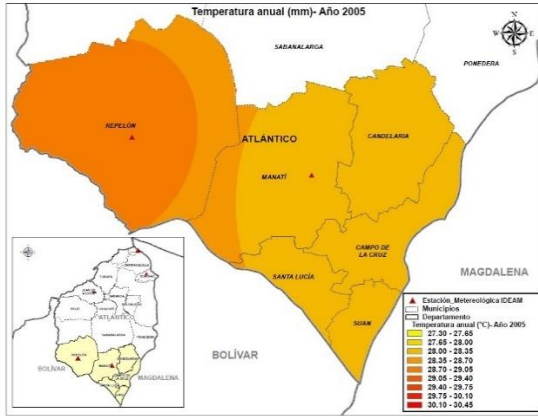 Temperatura anual (mm)- Año 2005
N
W
E
S
SABANALARGA
PONEDERA
REPELÓN
ATLÁNTICO
CANDELARIA
MANATÍ
CAMPO DE
LA CRUZ
SANTA LUCÍA
MAGDALENA
SUAN
BOLÍVAR
ATLÁNTICO
BOLÍVAR
MAGDALENA
Estación_Metereológica IDEAM
Municipios
Departamento
Temperatura anual (°C)- Año 2005
27.30 - 27.65
27.65 - 28.00
28.00 - 28.35
28.35 - 28.70
28.70 - 29.05
29.05 - 29.40
29.40 - 29.75
29.75 - 30.10
30.10 - 30.45